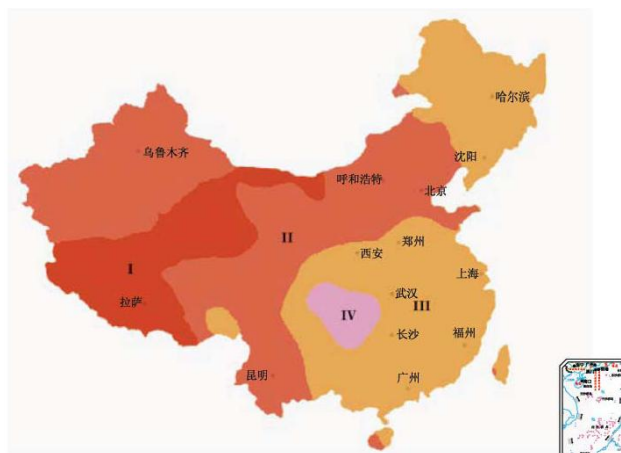 哈尔滨
乌鲁木齐
沈阳
呼和浩特
北京
II
郑州
西安
I
上海
拉萨
武汉
III
IV
长沙
福州
昆明
广州